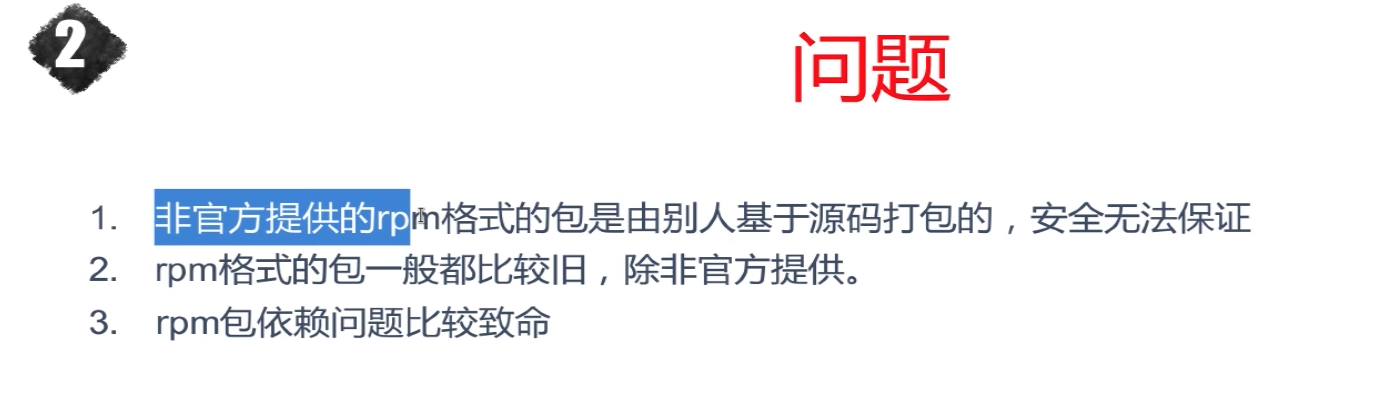 2
问题
1. 非官方提供的rpm格式的包是由别人基于源码打包的，安全无法保证
2. rpm格式的包一般都比较旧，除非官方提供。
3. rpm包依赖问题比较致命